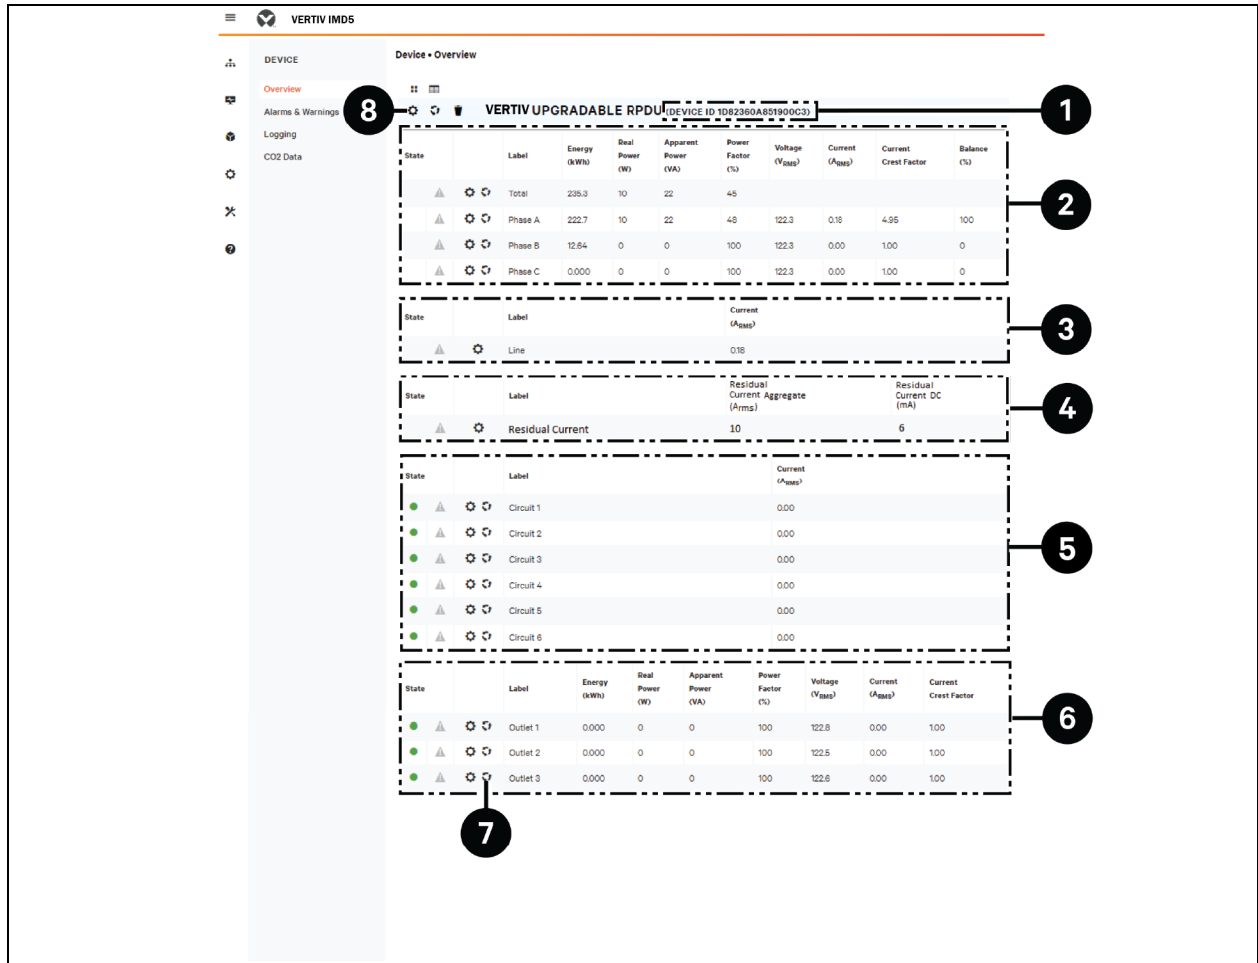 VERTIV IMD5
DEVICE
Device • Overview
Overview
Alarms & Warnings
Logging
CO2 Data
8
VERTIV UPGRADABLE RPDU (DEVICE ID 1D82360A851900C3)
1
State Label Energy (kWh) Real Power (W) Apparent Power (VA) Power Factor (%) Voltage (VRMS) Current (ARMS) Current Crest Factor Balance (%)
Total 235.3 10 22 45
Phase A 222.7 10 22 48 122.3 0.18 4.95 100
Phase B 12.64 0 0 100 122.3 0.00 1.00 0
Phase C 0.000 0 0 100 122.3 0.00 1.00 0
2
State Label Current (ARMS)
Line 0.18
3
State Label Residual Current Aggregate (Arms) Residual Current DC (mA)
Residual Current 10 6
4
State Label Current (ARMS)
Circuit 1 0.00
Circuit 2 0.00
Circuit 3 0.00
Circuit 4 0.00
Circuit 5 0.00
Circuit 6 0.00
5
State Label Energy (kWh) Real Power (W) Apparent Power (VA) Power Factor (%) Voltage (VRMS) Current (ARMS) Current Crest Factor
Outlet 1 0.000 0 0 100 122.8 0.00 1.00
Outlet 2 0.000 0 0 100 122.5 0.00 1.00
Outlet 3 0.000 0 0 100 122.6 0.00 1.00
6
7